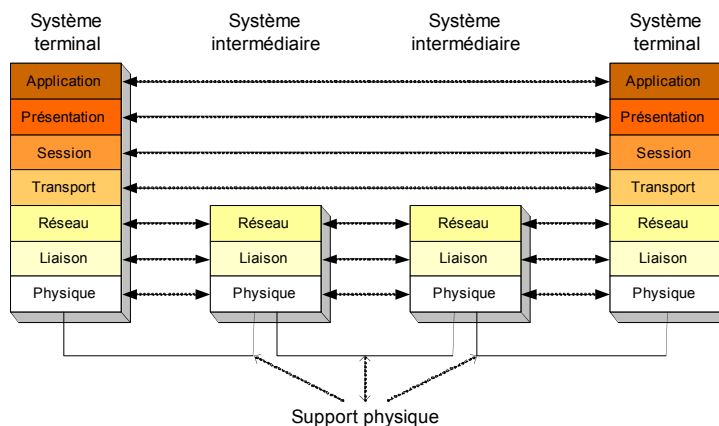 Système
terminal
Système
intermédiaire
Système
intermédiaire
Système
terminal
Application
Application
Présentation
Présentation
Session
Session
Transport
Transport
Réseau
Réseau
Réseau
Réseau
Liaison
Liaison
Liaison
Liaison
Physique
Physique
Physique
Physique
Support physique